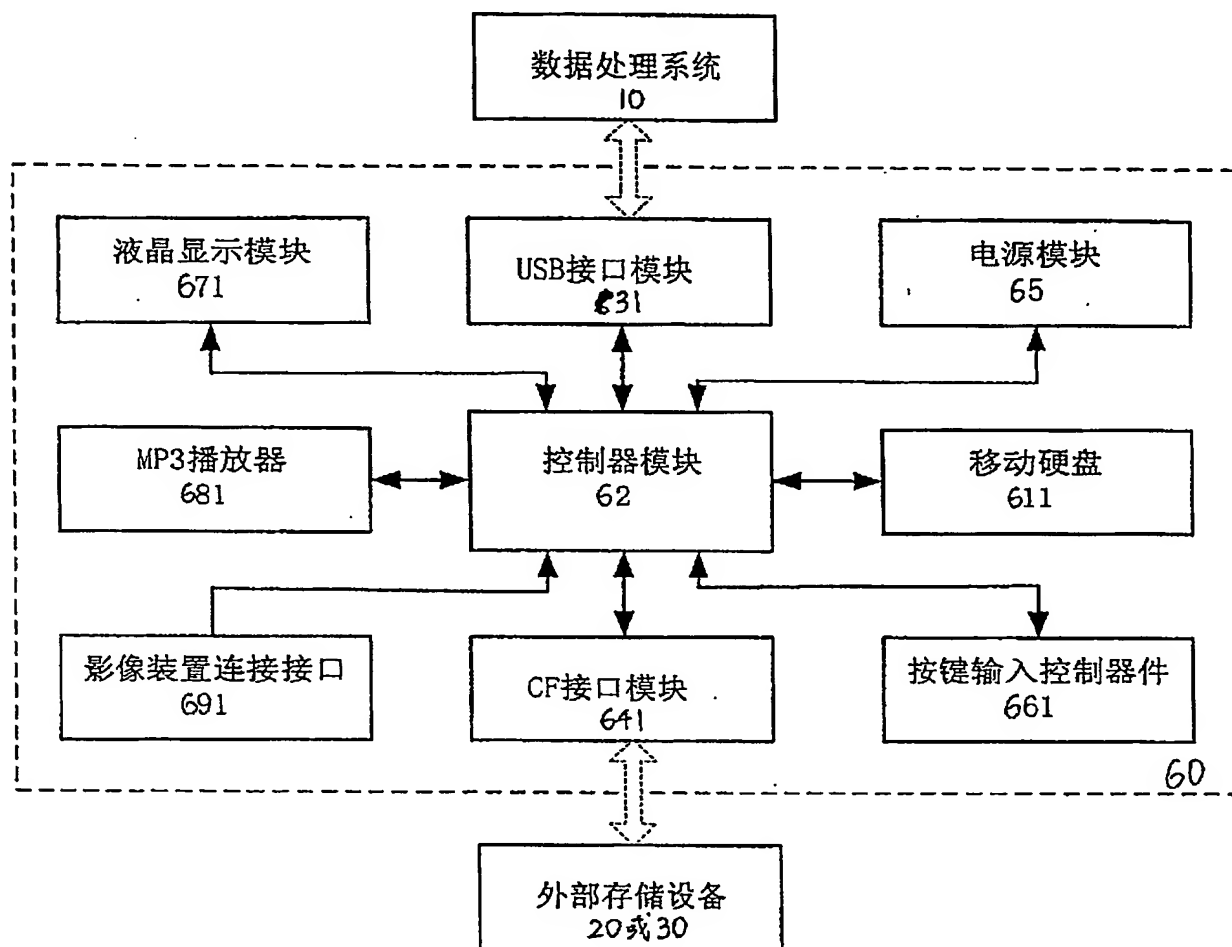 数据处理系统
10
液晶显示模块
671
USB接口模块
631
电源模块
65
MP3播放器
681
控制器模块
62
移动硬盘
611
影像装置连接接口
691
CF接口模块
641
按键输入控制器件
661
60
外部存储设备
20或30